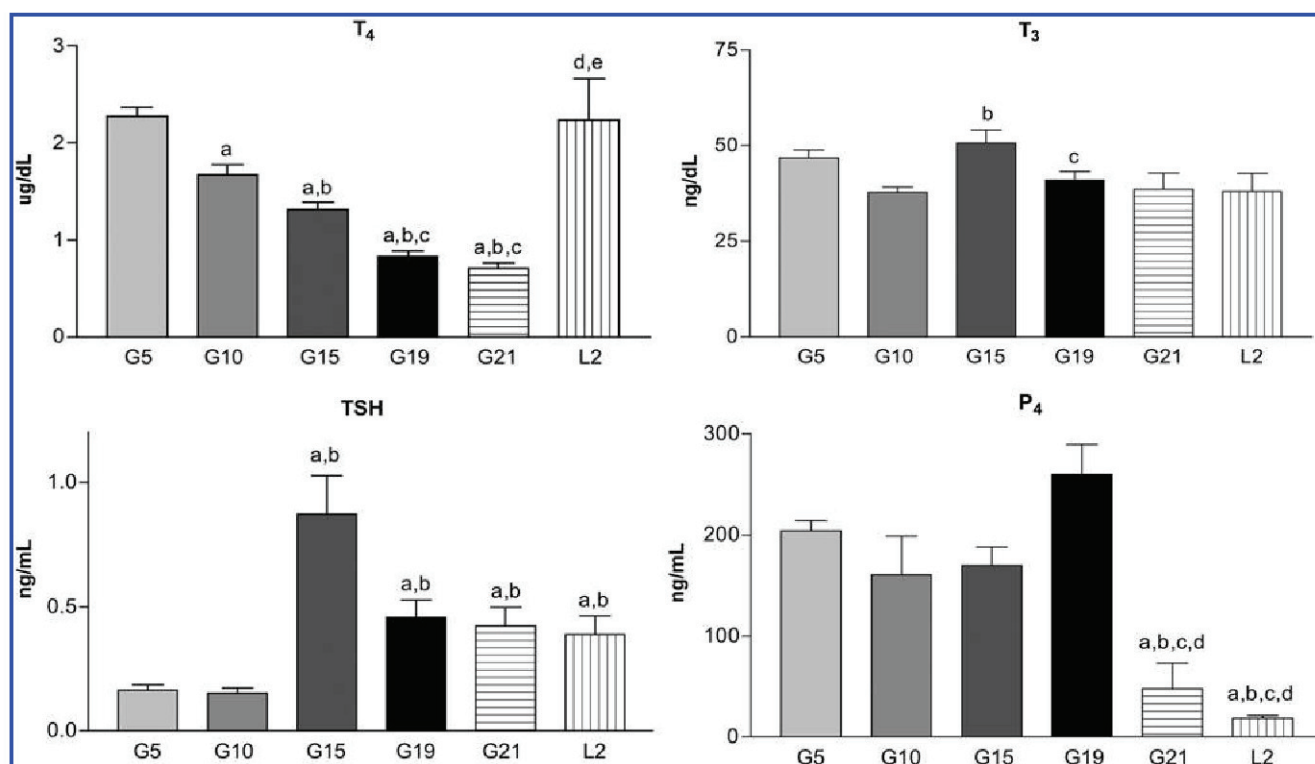 T₄
3
2
1
0
ug/dL
a
a,b
a,b,c
a,b,c
d,e
G5 G10 G15 G19 G21 L2
T₃
75
50
25
0
ng/dL
b
c
G5 G10 G15 G19 G21 L2
TSH
1.0
0.5
0.0
ng/mL
a,b
a,b
a,b
a,b
G5 G10 G15 G19 G21 L2
P₄
300
200
100
0
ng/mL
a,b,c,d
a,b,c,d
G5 G10 G15 G19 G21 L2